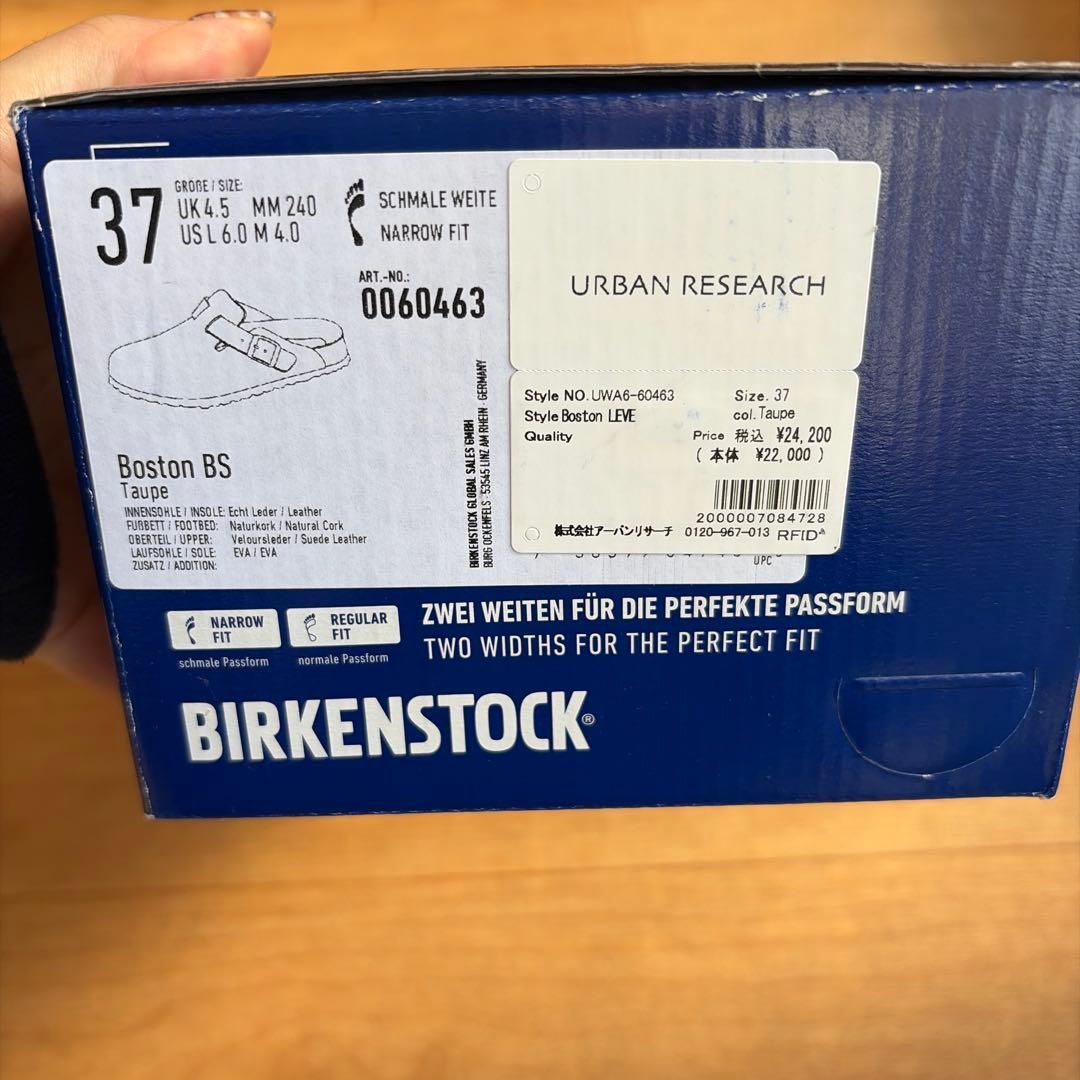 37
GRÖßE / SIZE:
UK 4.5 MM 240
US L 6.0 M 4.0
SCHMALE WEITE
NARROW FIT
ART.-NO.:
0060463
Boston BS
Taupe
INNENSOHLE / INSOLE: Echt Leder / Leather
FUßBETT / FOOTBED: Naturkork / Natural Cork
OBERTEIL / UPPER: Veloursleder / Suede Leather
LAUFSOHLE / SOLE: EVA / EVA
ZUSATZ / ADDITION:
BIRKENSTOCK GLOBAL SALES GMBH
BURG OCKENFELS · 53545 LINZ AM RHEIN · GERMANY
URBAN RESEARCH
Style NO. UWA6-60463 Size. 37
Style Boston LEVE col. Taupe
Quality Price 税込 ¥24,200
( 本体 ¥22,000 )
2000007084728
株式会社アーバンリサーチ 0120-967-013 RFID
UPC
NARROW FIT
schmale Passform
REGULAR FIT
normale Passform
ZWEI WEITEN FÜR DIE PERFEKTE PASSFORM
TWO WIDTHS FOR THE PERFECT FIT
BIRKENSTOCK®